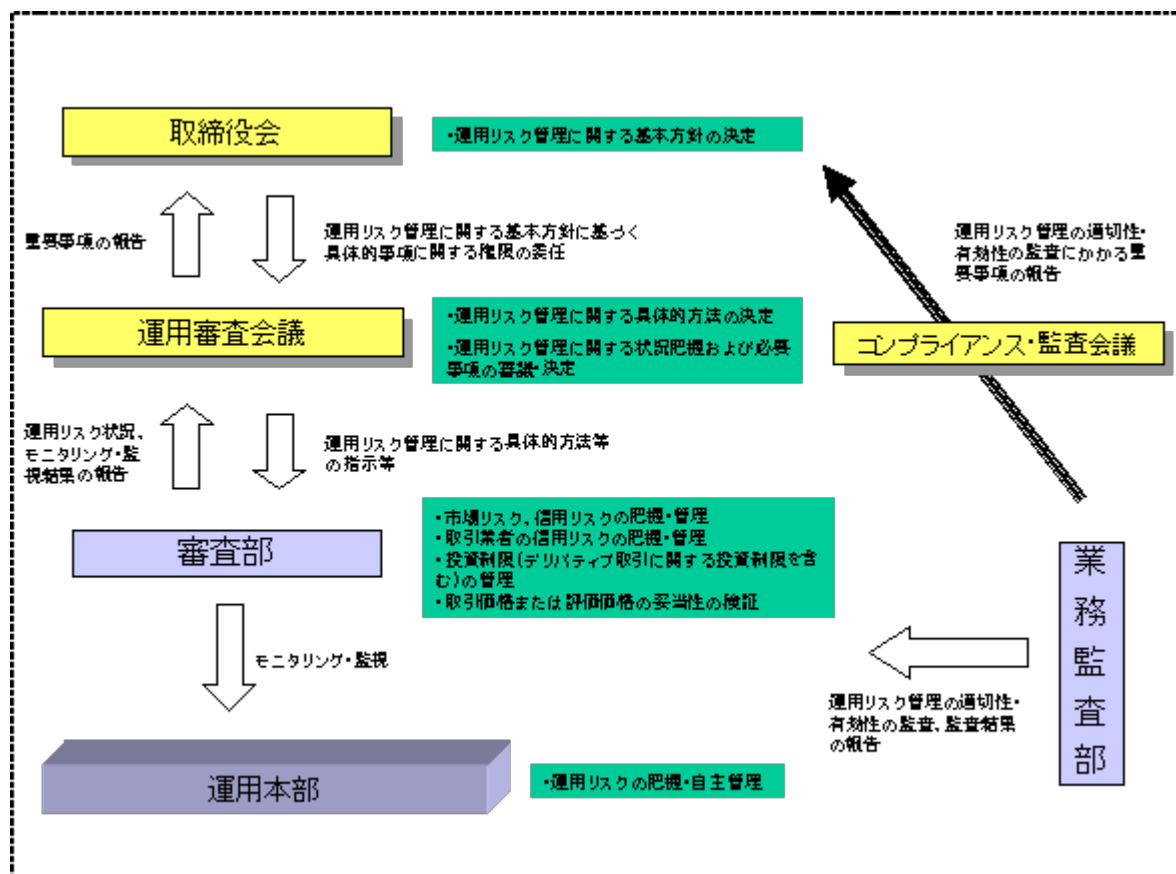 取締役会
・運用リスク管理に関する基本方針の決定
重要事項の報告
運用リスク管理に関する基本方針に基づく
具体的事項に関する権限の委任
運用リスク管理の適切性・
有効性の監査にかかる重
要事項の報告
運用審査会議
・運用リスク管理に関する具体的方法の決定
・運用リスク管理に関する状況把握および必要
事項の審議・決定
コンプライアンス・監査会議
運用リスク状況、
モニタリング・監
視結果の報告
運用リスク管理に関する具体的方法等
の指示等
審査部
・市場リスク、信用リスクの把握・管理
・取引業者の信用リスクの把握・管理
・投資制限(デリバティブ取引に関する投資制限を含
む)の管理
・取引価格または評価価格の妥当性の検証
業務監査部
モニタリング・監視
運用リスク管理の適切性・
有効性の監査、監査結果
の報告
運用本部
・運用リスクの把握・自主管理